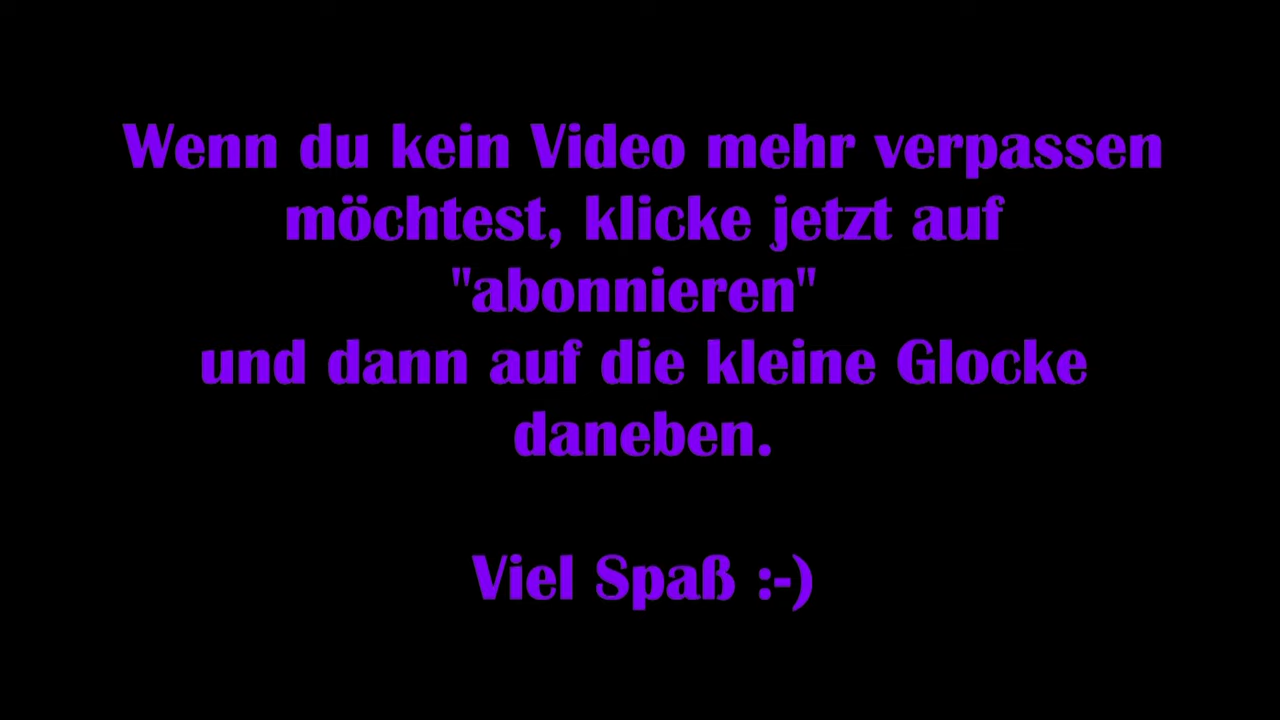 Wenn du kein Video mehr verpassen
möchtest, klicke jetzt auf
"abonnieren"
und dann auf die kleine Glocke
daneben.
Viel Spaß :-)